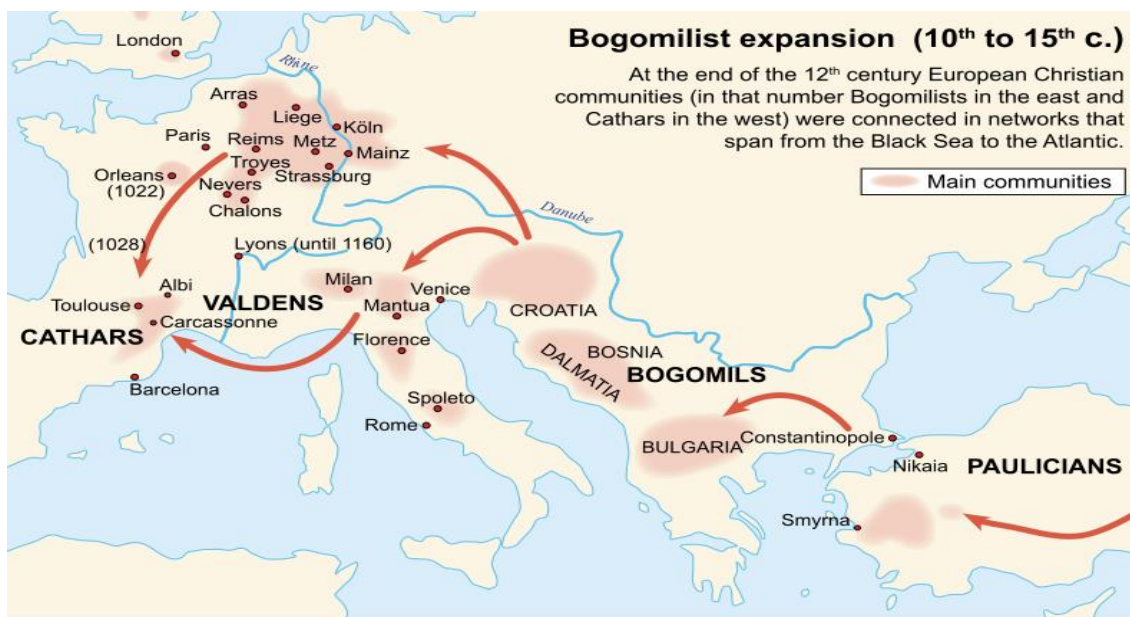 Bogomilist expansion (10th to 15th c.)
At the end of the 12th century European Christian
communities (in that number Bogomilists in the east and
Cathars in the west) were connected in networks that
span from the Black Sea to the Atlantic.
Main communities
London
Rhine
Arras
Liege
Köln
Paris
Reims
Metz
Mainz
Troyes
Orleans
(1022)
Strassburg
Nevers
Chalons
Danube
(1028)
Lyons (until 1160)
Albi
Milan
Venice
Toulouse
VALDENS
Mantua
CROATIA
Carcassonne
CATHARS
Florence
BOSNIA
DALMATIA
BOGOMILS
Barcelona
Spoleto
Rome
BULGARIA
Constantinopole
Nikaia
PAULICIANS
Smyrna